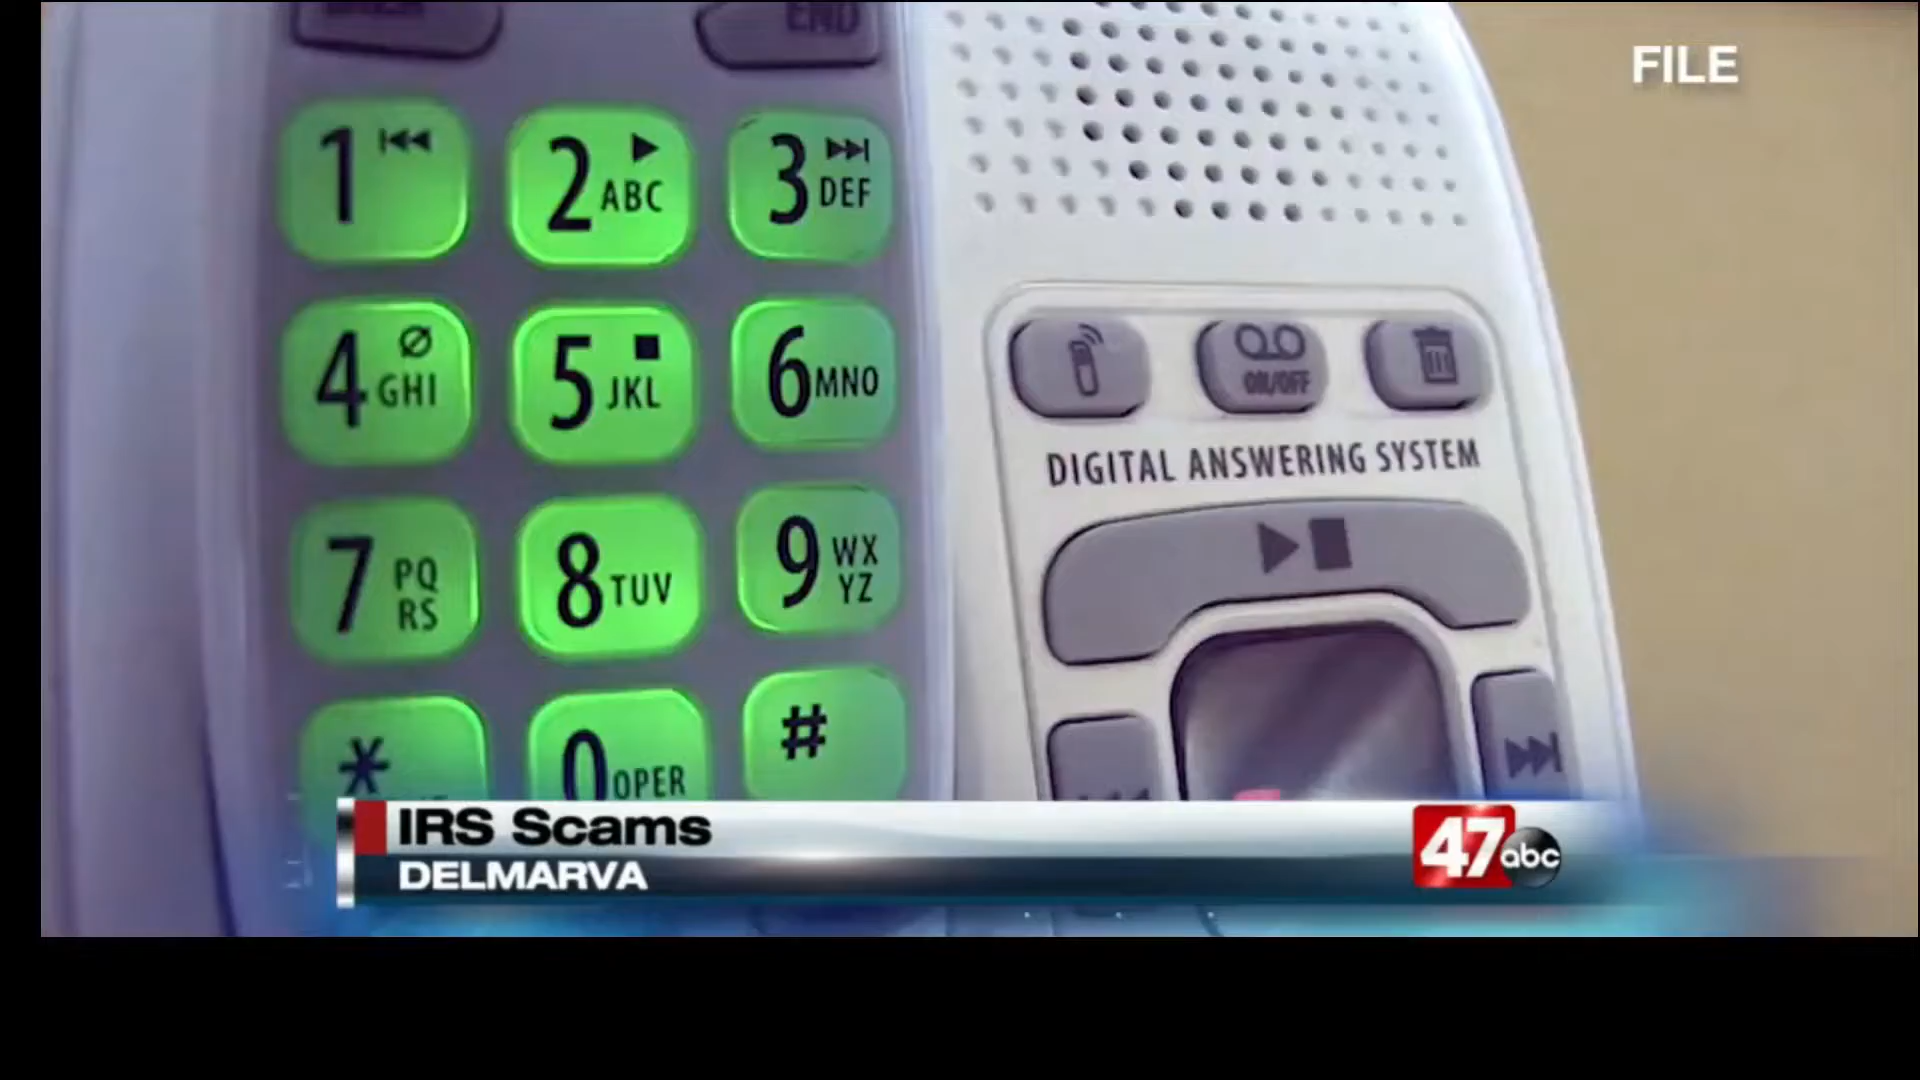 END
FILE
1
2 ABC
3 DEF
4 GHI
5 JKL
6 MNO
ON/OFF
DIGITAL ANSWERING SYSTEM
7 PQ
RS
8 TUV
9 WX
YZ
*
0 OPER
#
IRS Scams
DELMARVA
47 abc